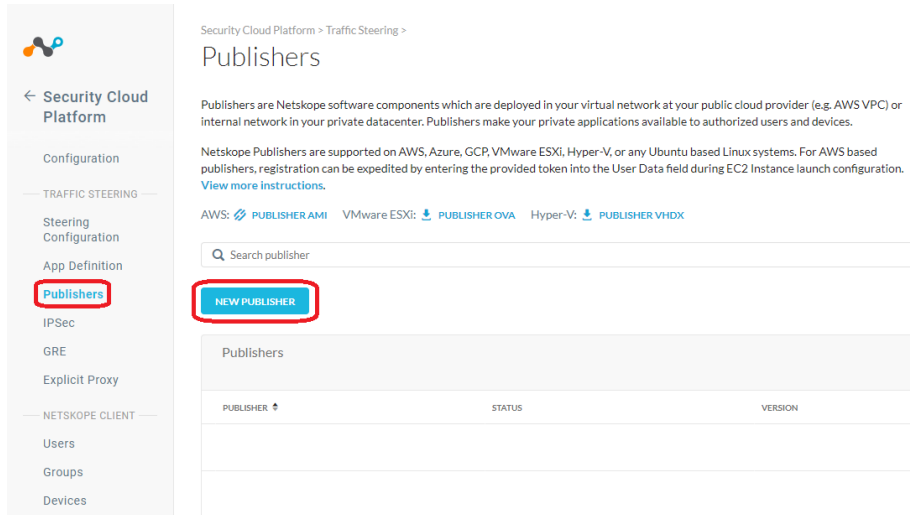 Security Cloud Platform > Traffic Steering >
Publishers
← Security Cloud
Platform
Configuration
TRAFFIC STEERING
Steering
Configuration
App Definition
Publishers
IPSec
GRE
Explicit Proxy
NETSKOPE CLIENT
Users
Groups
Devices
Publishers are Netskope software components which are deployed in your virtual network at your public cloud provider (e.g. AWS VPC) or
internal network in your private datacenter. Publishers make your private applications available to authorized users and devices.
Netskope Publishers are supported on AWS, Azure, GCP, VMware ESXi, Hyper-V, or any Ubuntu based Linux systems. For AWS based
publishers, registration can be expedited by entering the provided token into the User Data field during EC2 Instance launch configuration.
View more instructions.
AWS: PUBLISHER AMI VMware ESXi: PUBLISHER OVA Hyper-V: PUBLISHER VHDX
Search publisher
NEW PUBLISHER
Publishers
PUBLISHER STATUS VERSION